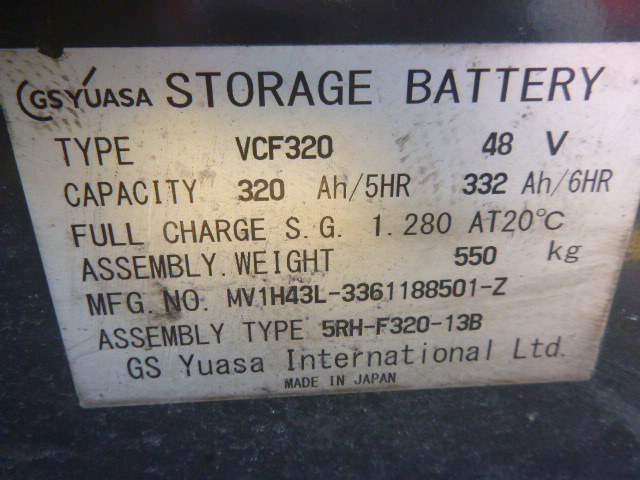 GS YUASA STORAGE BATTERY
TYPE VCF320 48 V
CAPACITY 320 Ah/5HR 332 Ah/6HR
FULL CHARGE S.G. 1.280 AT20℃
ASSEMBLY.WEIGHT 550 kg
MFG.NO. MV1H43L-3361188501-Z
ASSEMBLY TYPE 5RH-F320-13B
GS Yuasa International Ltd.
MADE IN JAPAN